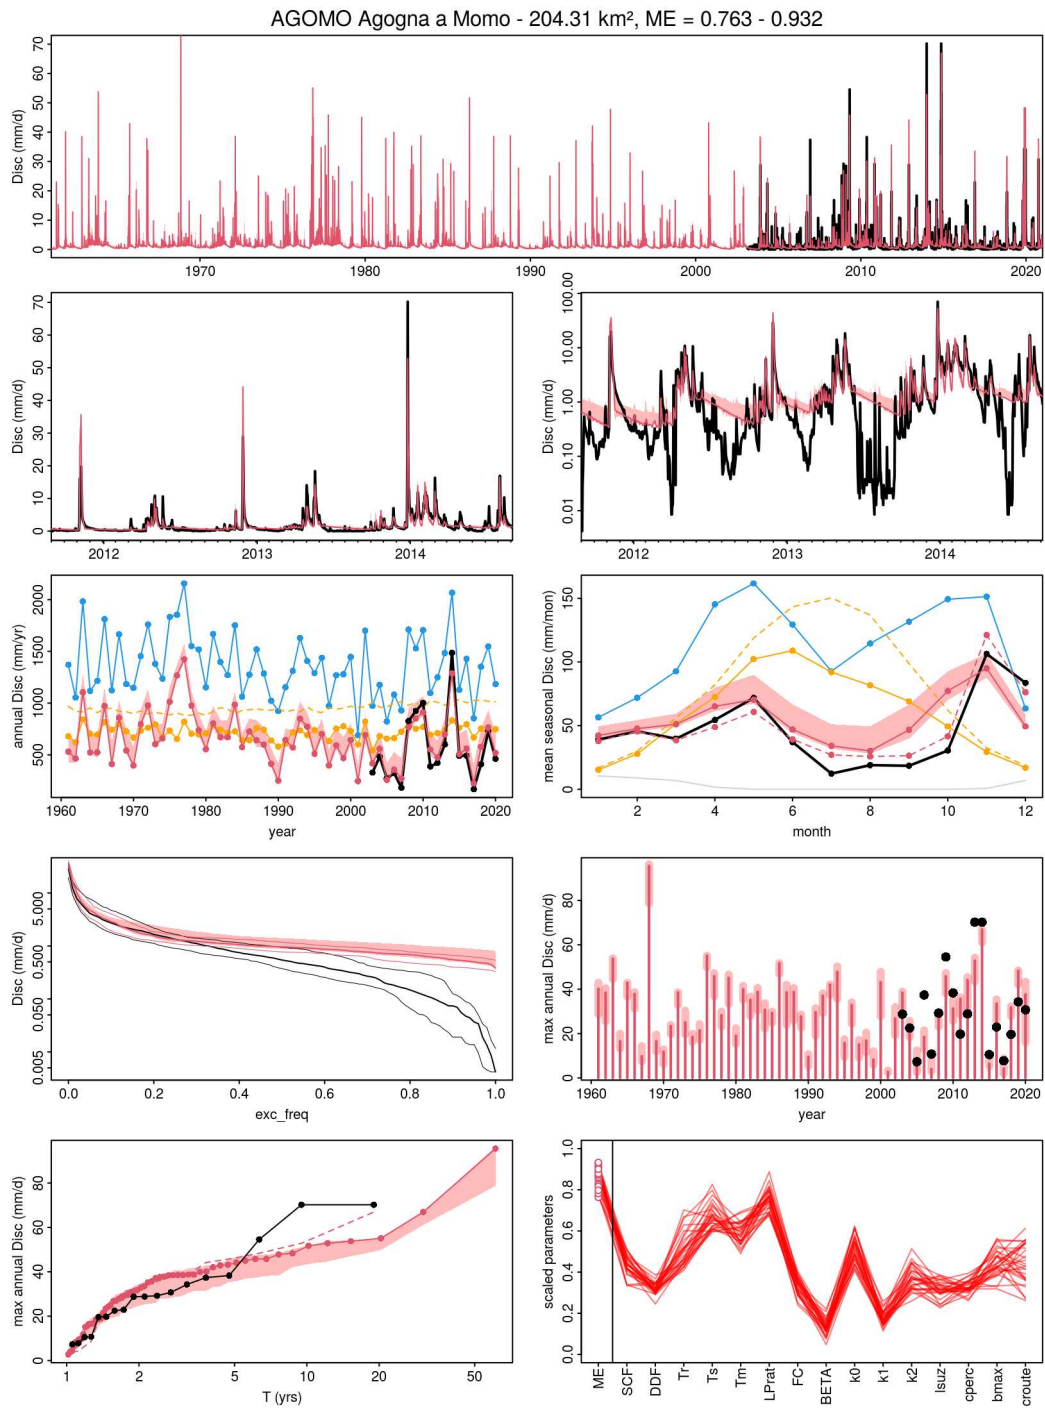 AGOMO Agogna a Momo - 204.31 km², ME = 0.763 - 0.932
Disc (mm/d)
0 10 20 30 40 50 60 70
1970 1980 1990 2000 2010 2020
Disc (mm/d)
0 10 20 30 40 50 60 70
2012 2013 2014
Disc (mm/d)
0.01 0.10 1.00 10.00 100.00
2012 2013 2014
annual Disc (mm/yr)
500 1000 1500 2000
1960 1970 1980 1990 2000 2010 2020
year
mean seasonal Disc (mm/mon)
0 50 100 150
2 4 6 8 10 12
month
Disc (mm/d)
0.005 0.050 0.500 5.000
0.0 0.2 0.4 0.6 0.8 1.0
exc_freq
max annual Disc (mm/d)
0 20 40 60 80
1960 1970 1980 1990 2000 2010 2020
year
max annual Disc (mm/d)
0 20 40 60 80
1 2 5 10 20 50
T (yrs)
scaled parameters
0.0 0.2 0.4 0.6 0.8 1.0
ME SCF DDF Tr Ts Tm LPrat FC BETA k0 k1 k2 lsuz cperc bmax croute